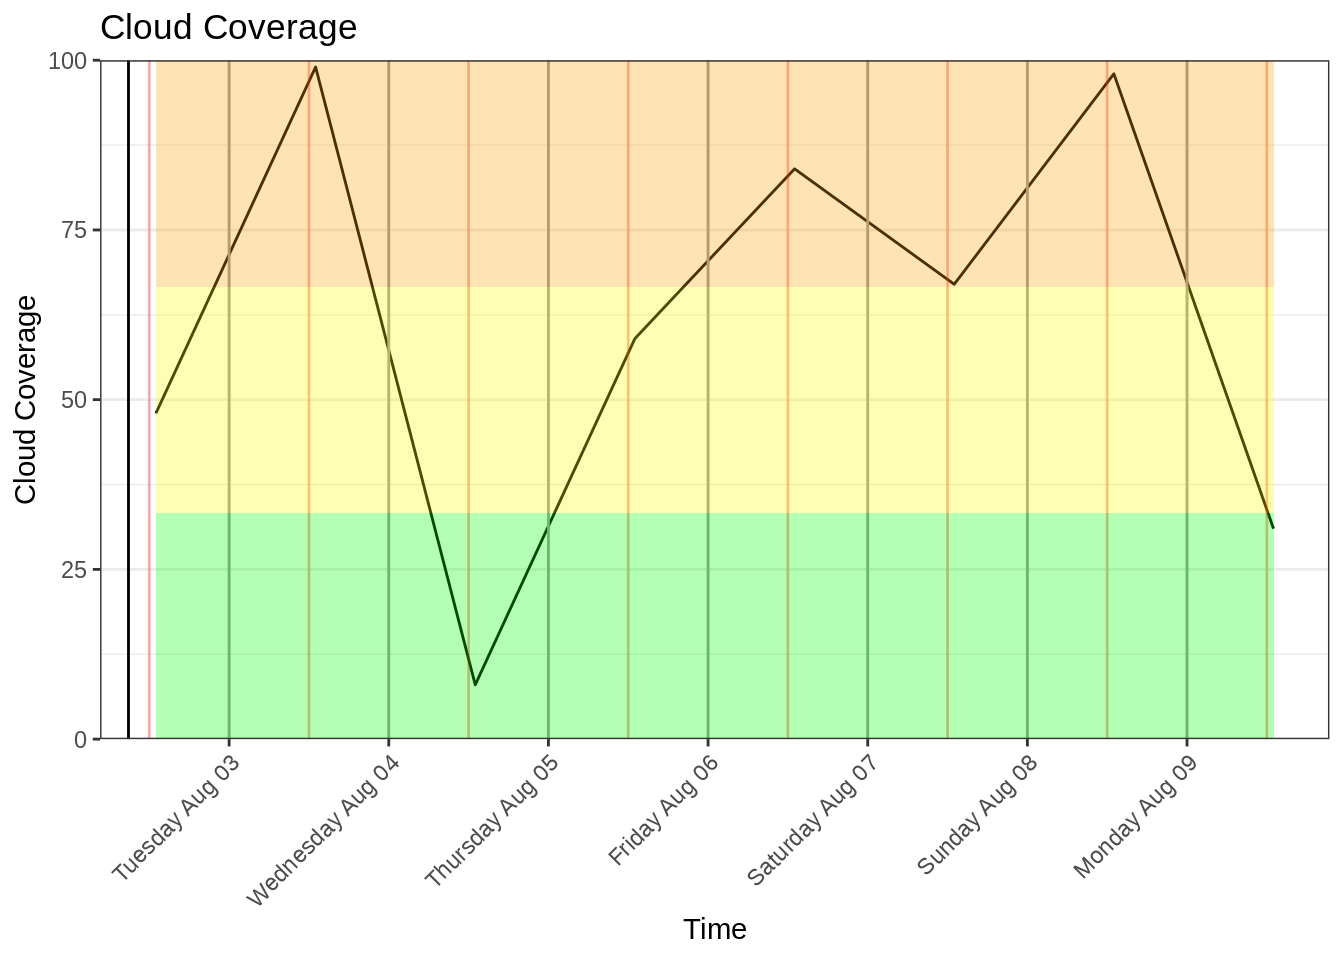 Cloud Coverage
Cloud Coverage
100
75
50
25
0
Tuesday Aug 03
Wednesday Aug 04
Thursday Aug 05
Friday Aug 06
Saturday Aug 07
Sunday Aug 08
Monday Aug 09
Time